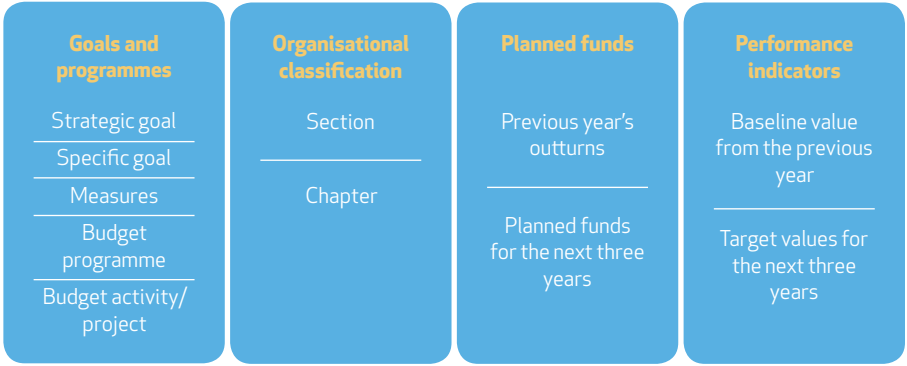 Goals and
programmes
Strategic goal
Specific goal
Measures
Budget
programme
Budget activity/
project
Organisational
classification
Section
Chapter
Planned funds
Previous year's
outturns
Planned funds
for the next three
years
Performance
indicators
Baseline value
from the previous
year
Target values for
the next three
years